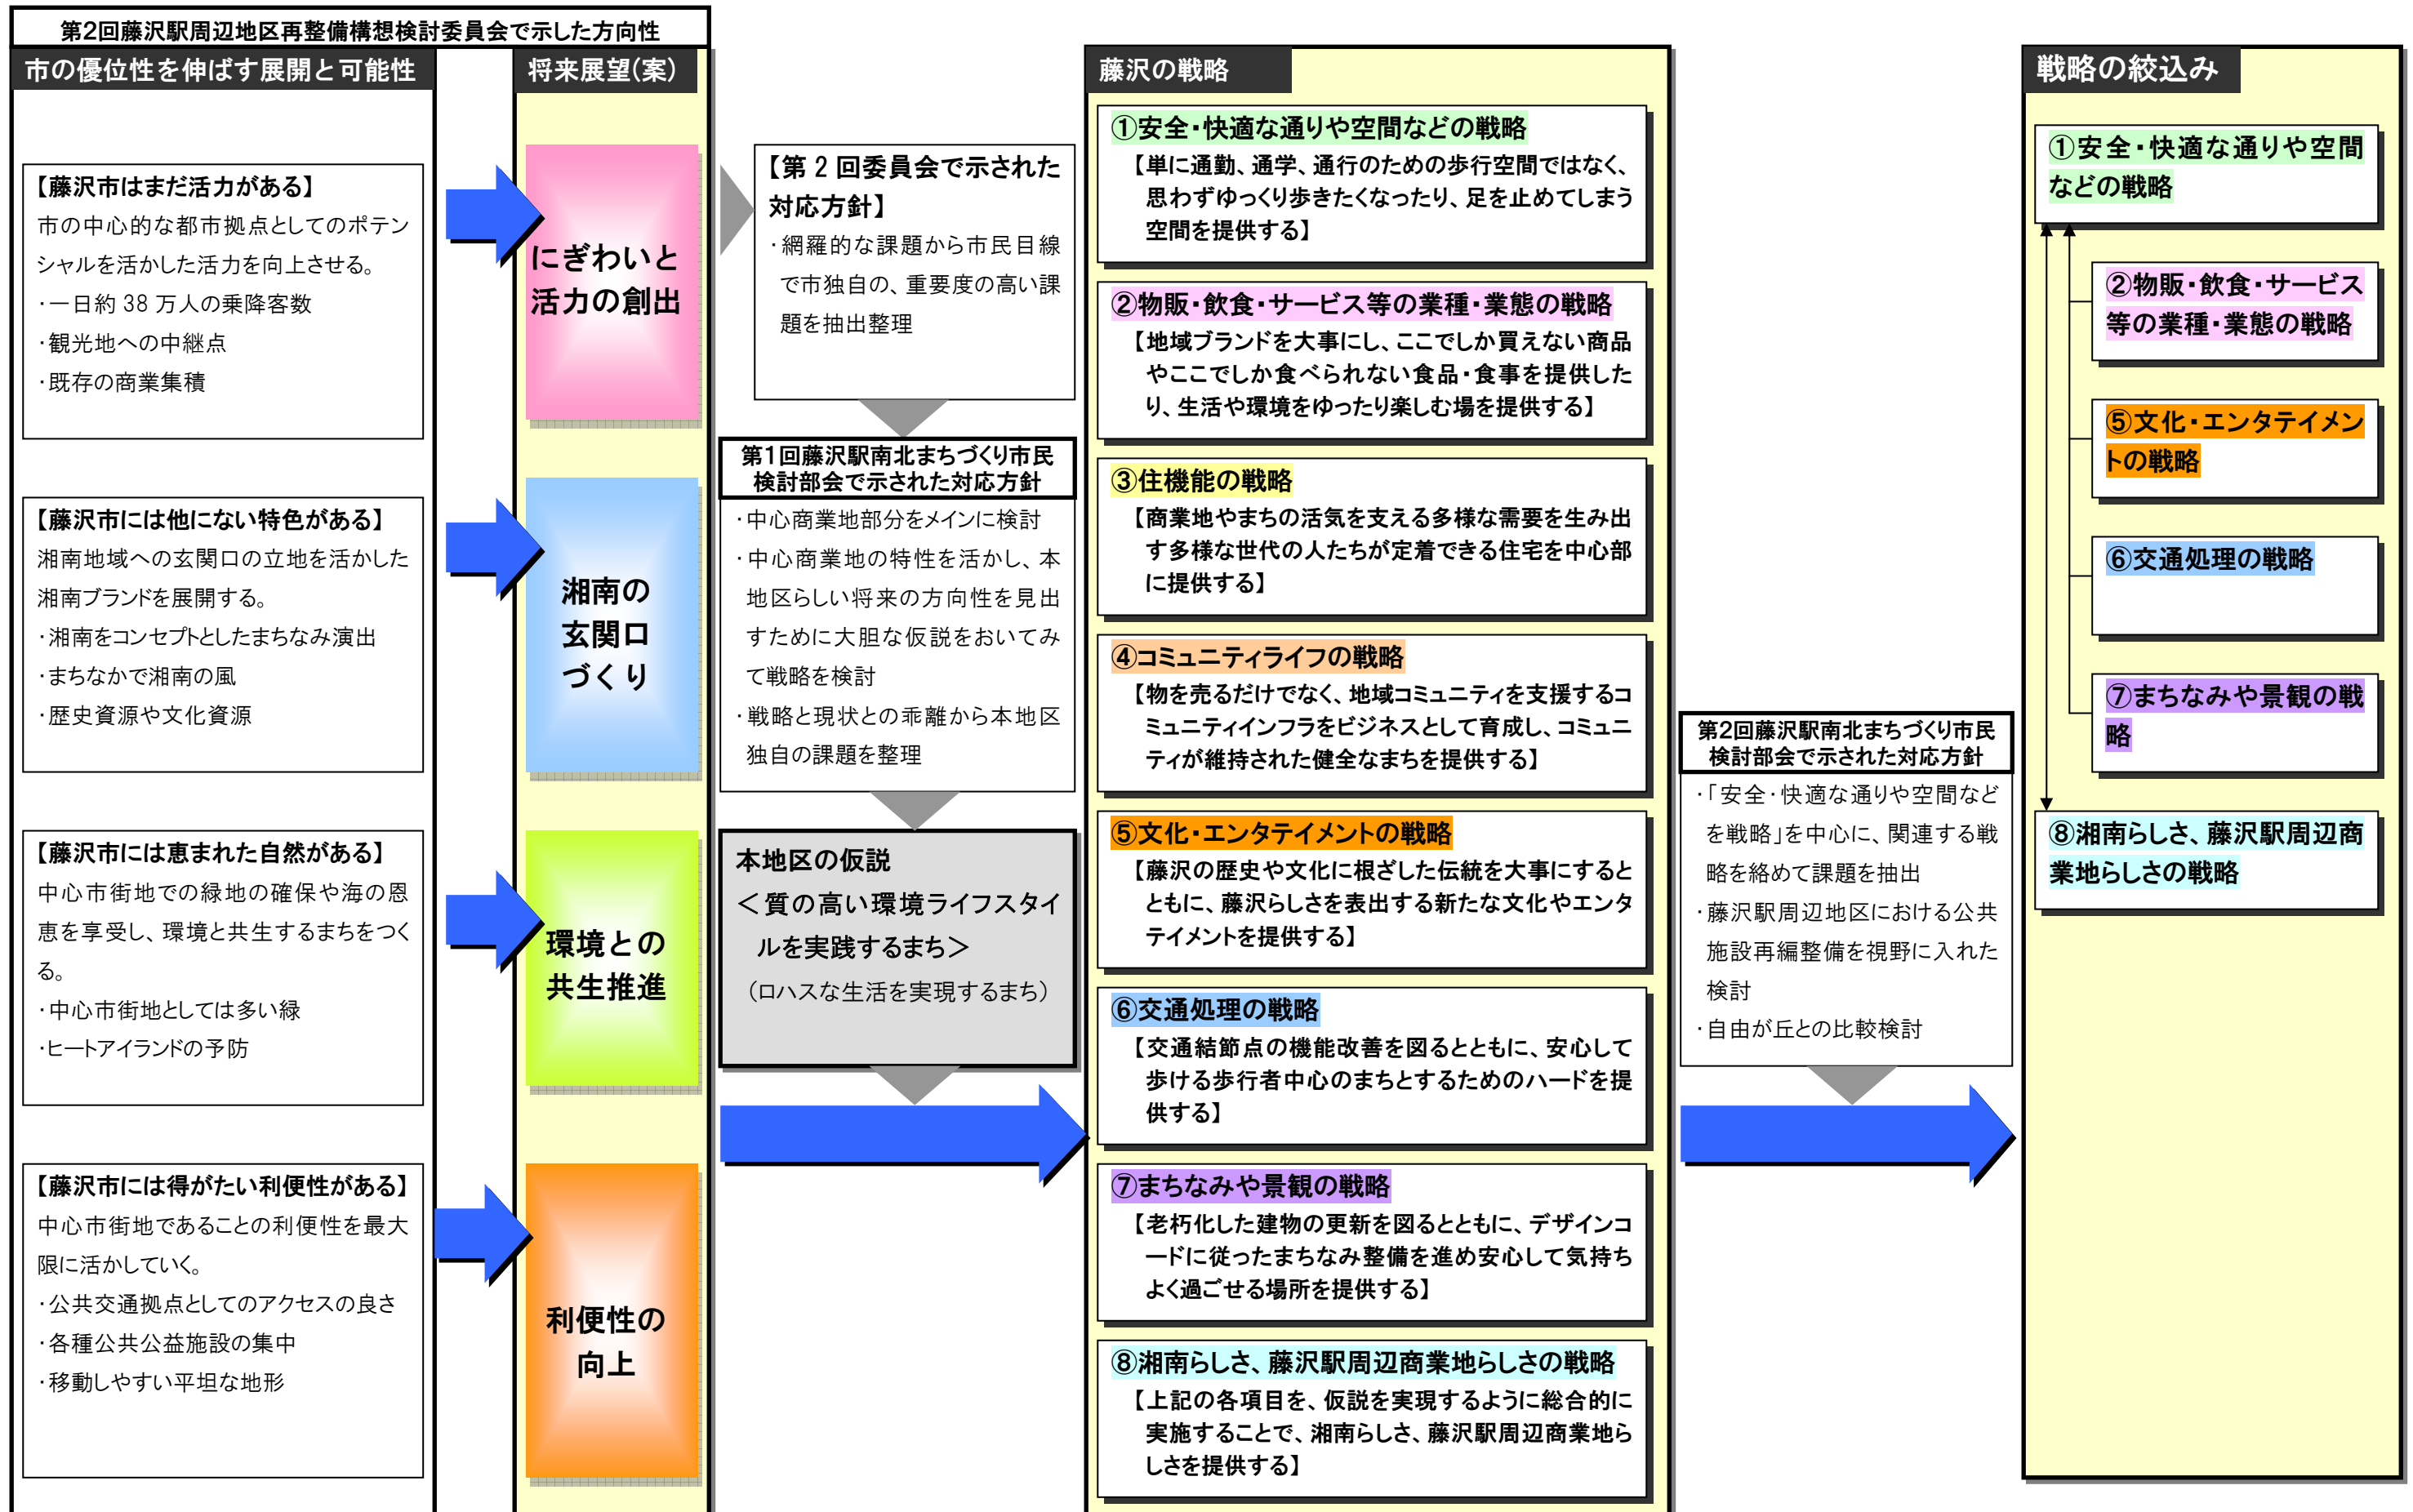 第2回藤沢駅周辺地区再整備構想検討委員会で示した方向性
市の優位性を伸ばす展開と可能性
【藤沢市はまだ活力がある】
市の中心的な都市拠点としてのポテン
シャルを活かした活力を向上させる。
・一日約 38 万人の乗降客数
・観光地への中継点
・既存の商業集積
【藤沢市には他にない特色がある】
湘南地域への玄関口の立地を活かした
湘南ブランドを展開する。
・湘南をコンセプトとしたまちなみ演出
・まちなかで湘南の風
・歴史資源や文化資源
【藤沢市には恵まれた自然がある】
中心市街地での緑地の確保や海の恩
恵を享受し、環境と共生するまちをつく
る。
・中心市街地としては多い緑
・ヒートアイランドの予防
【藤沢市には得がたい利便性がある】
中心市街地であることの利便性を最大
限に活かしていく。
・公共交通拠点としてのアクセスの良さ
・各種公共公益施設の集中
・移動しやすい平坦な地形
将来展望(案)
にぎわいと
活力の創出
湘南の
玄関口
づくり
環境との
共生推進
利便性の
向上
【第 2 回委員会で示された
対応方針】
・網羅的な課題から市民目線
で市独自の、重要度の高い課
題を抽出整理
第1回藤沢駅南北まちづくり市民
検討部会で示された対応方針
・中心商業地部分をメインに検討
・中心商業地の特性を活かし、本
地区らしい将来の方向性を見出
すために大胆な仮説をおいてみ
て戦略を検討
・戦略と現状との乖離から本地区
独自の課題を整理
本地区の仮説
＜質の高い環境ライフスタイ
ルを実践するまち＞
（ロハスな生活を実現するまち）
藤沢の戦略
①安全・快適な通りや空間などの戦略
【単に通勤、通学、通行のための歩行空間ではなく、
思わずゆっくり歩きたくなったり、足を止めてしまう
空間を提供する】
②物販・飲食・サービス等の業種・業態の戦略
【地域ブランドを大事にし、ここでしか買えない商品
やここでしか食べられない食品・食事を提供した
り、生活や環境をゆったり楽しむ場を提供する】
③住機能の戦略
【商業地やまちの活気を支える多様な需要を生み出
す多様な世代の人たちが定着できる住宅を中心部
に提供する】
④コミュニティライフの戦略
【物を売るだけでなく、地域コミュニティを支援するコ
ミュニティインフラをビジネスとして育成し、コミュニ
ティが維持された健全なまちを提供する】
⑤文化・エンタテイメントの戦略
【藤沢の歴史や文化に根ざした伝統を大事にすると
ともに、藤沢らしさを表出する新たな文化やエンタ
テイメントを提供する】
⑥交通処理の戦略
【交通結節点の機能改善を図るとともに、安心して
歩ける歩行者中心のまちとするためのハードを提
供する】
⑦まちなみや景観の戦略
【老朽化した建物の更新を図るとともに、デザインコ
ードに従ったまちなみ整備を進め安心して気持ち
よく過ごせる場所を提供する】
⑧湘南らしさ、藤沢駅周辺商業地らしさの戦略
【上記の各項目を、仮説を実現するように総合的に
実施することで、湘南らしさ、藤沢駅周辺商業地ら
しさを提供する】
第2回藤沢駅南北まちづくり市民
検討部会で示された対応方針
・「安全・快適な通りや空間など
を戦略」を中心に、関連する戦
略を絡めて課題を抽出
・藤沢駅周辺地区における公共
施設再編整備を視野に入れた
検討
・自由が丘との比較検討
戦略の絞込み
①安全・快適な通りや空間
などの戦略
②物販・飲食・サービス
等の業種・業態の戦略
⑤文化・エンタテイメン
トの戦略
⑥交通処理の戦略
⑦まちなみや景観の戦
略
⑧湘南らしさ、藤沢駅周辺商
業地らしさの戦略